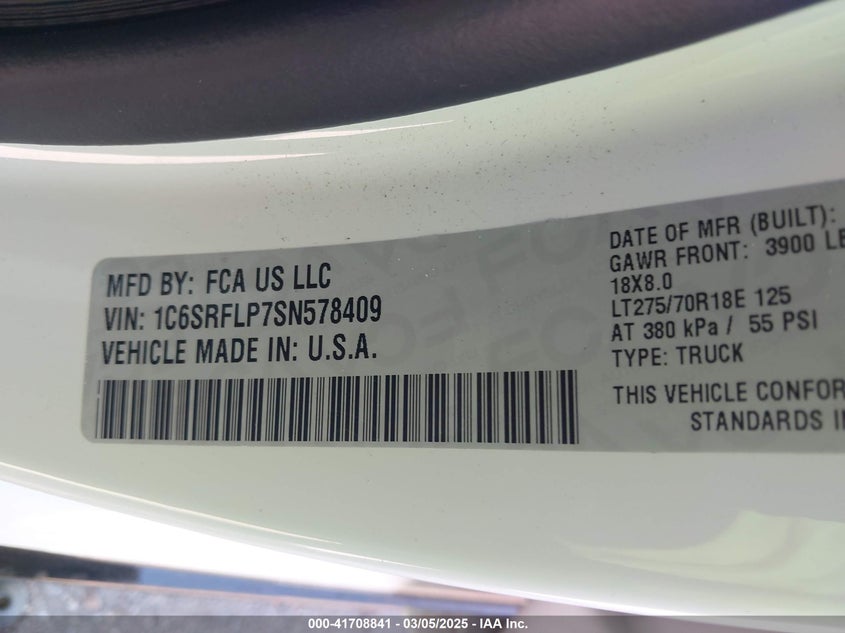 MFD BY: FCA US LLC
VIN: 1C6SRFLP7SN578409
VEHICLE MADE IN: U.S.A.
DATE OF MFR (BUILT):
GAWR FRONT: 3900 LB
18X8.0
LT275/70R18E 125
AT 380 kPa / 55 PSI
TYPE: TRUCK
THIS VEHICLE CONFOR
STANDARDS IN
000-41708841 — 03/05/2025 - IAA Inc.